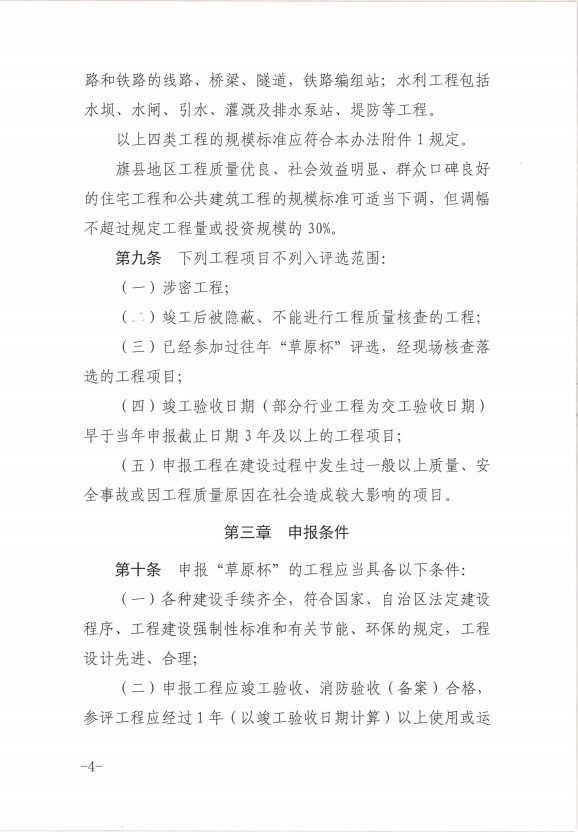 路和铁路的线路、桥梁、隧道，铁路编组站；水利工程包括
水坝、水闸、引水、灌溉及排水泵站、堤防等工程。
以上四类工程的规模标准应符合本办法附件1规定。
旗县地区工程质量优良、社会效益明显、群众口碑良好
的住宅工程和公共建筑工程的规模标准可适当下调，但调幅
不超过规定工程量或投资规模的30%。
第九条 下列工程项目不列入评选范围：
（一）涉密工程；
（二）竣工后被隐蔽、不能进行工程质量核查的工程；
（三）已经参加过往年“草原杯”评选，经现场核查落
选的工程项目；
（四）竣工验收日期（部分行业工程为交工验收日期）
早于当年申报截止日期3年及以上的工程项目；
（五）申报工程在建设过程中发生过一般以上质量、安
全事故或因工程质量原因在社会造成较大影响的项目。
第三章 申报条件
第十条 申报“草原杯”的工程应当具备以下条件：
（一）各种建设手续齐全，符合国家、自治区法定建设
程序、工程建设强制性标准和有关节能、环保的规定，工程
设计先进、合理；
（二）申报工程应竣工验收、消防验收（备案）合格，
参评工程应经过1年（以竣工验收日期计算）以上使用或运
-4-